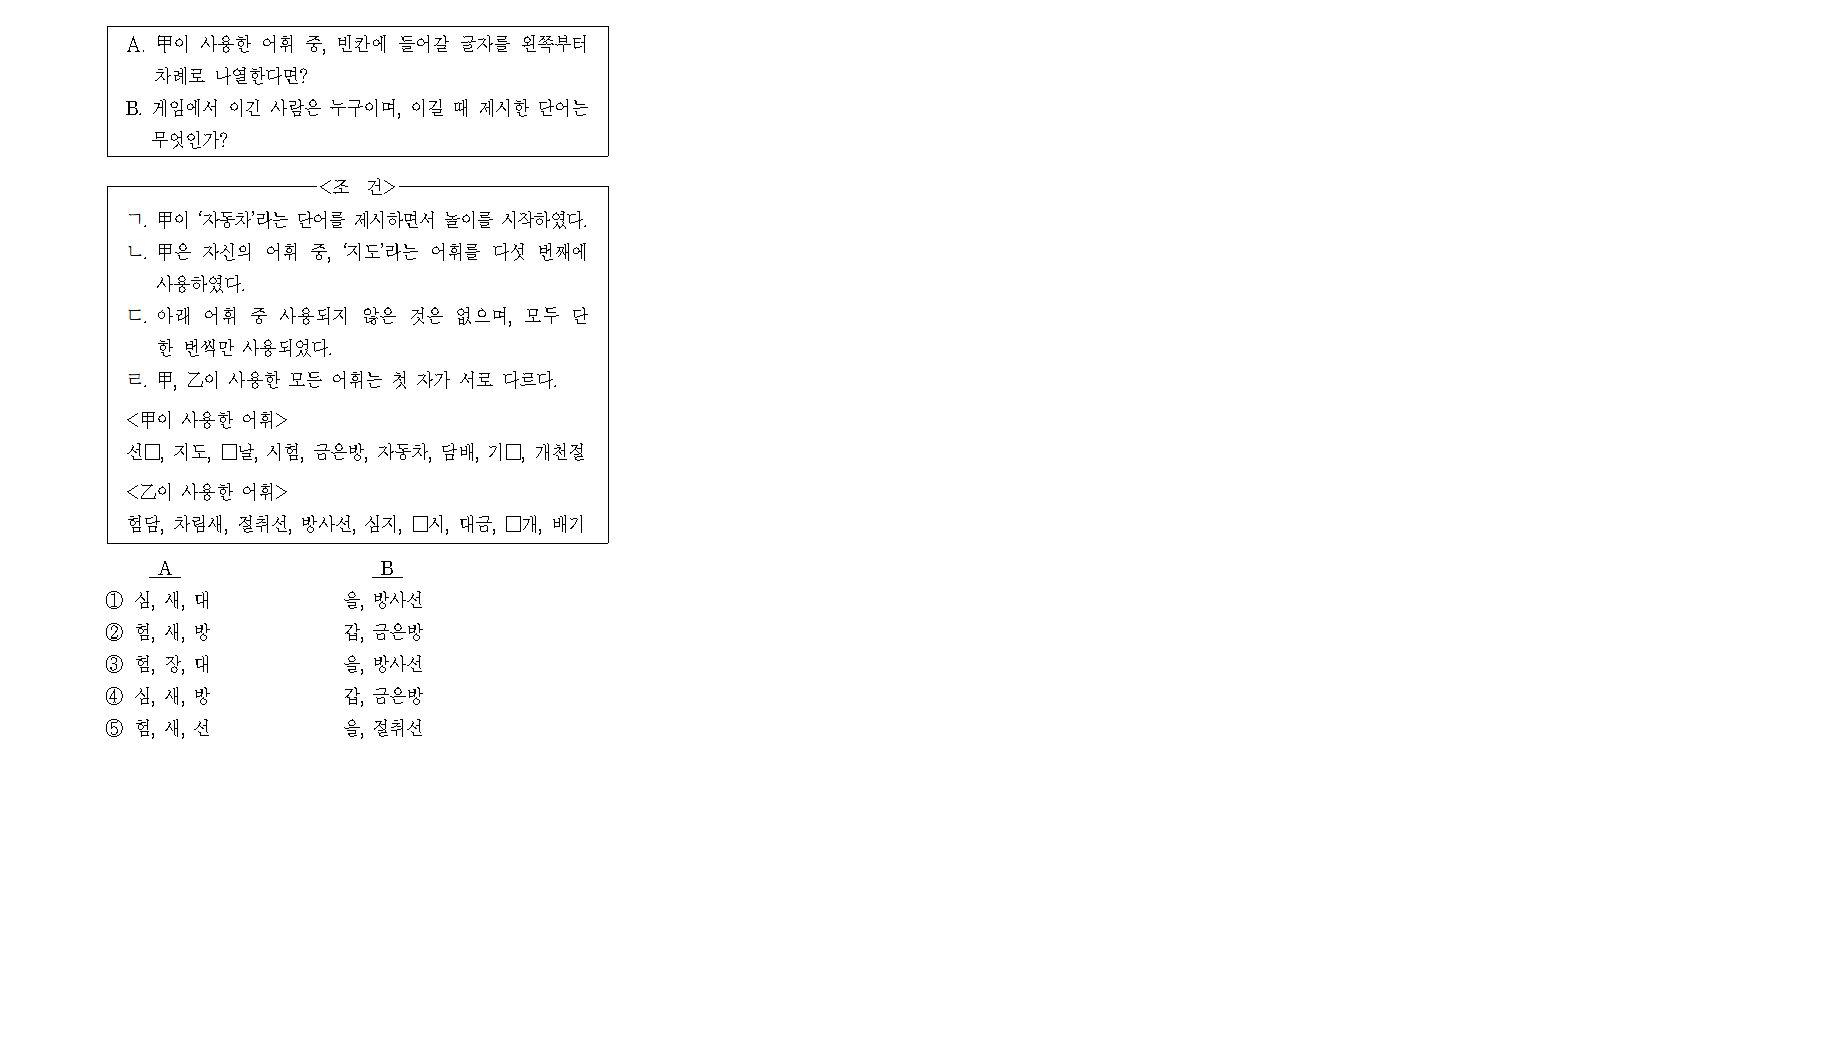 A. 甲이 사용한 어휘 중, 빈칸에 들어갈 글자를 왼쪽부터
차례로 나열한다면?
B. 게임에서 이긴 사람은 누구이며, 이길 때 제시한 단어는
무엇인가?
<조 건>
ㄱ. 甲이 ‘자동차’라는 단어를 제시하면서 놀이를 시작하였다.
ㄴ. 甲은 자신의 어휘 중, ‘지도’라는 어휘를 다섯 번째에
사용하였다.
ㄷ. 아래 어휘 중 사용되지 않은 것은 없으며, 모두 단
한 번씩만 사용되었다.
ㄹ. 甲, 乙이 사용한 모든 어휘는 첫 자가 서로 다르다.
<甲이 사용한 어휘>
선□, 지도, □날, 시험, 금은방, 자동차, 담배, 기□, 개천절
<乙이 사용한 어휘>
험담, 차림새, 절취선, 방사선, 심지, □시, 대금, □개, 배기
A B
① 심, 새, 대 을, 방사선
② 험, 새, 방 갑, 금은방
③ 험, 장, 대 을, 방사선
④ 심, 새, 방 갑, 금은방
⑤ 험, 새, 선 을, 절취선